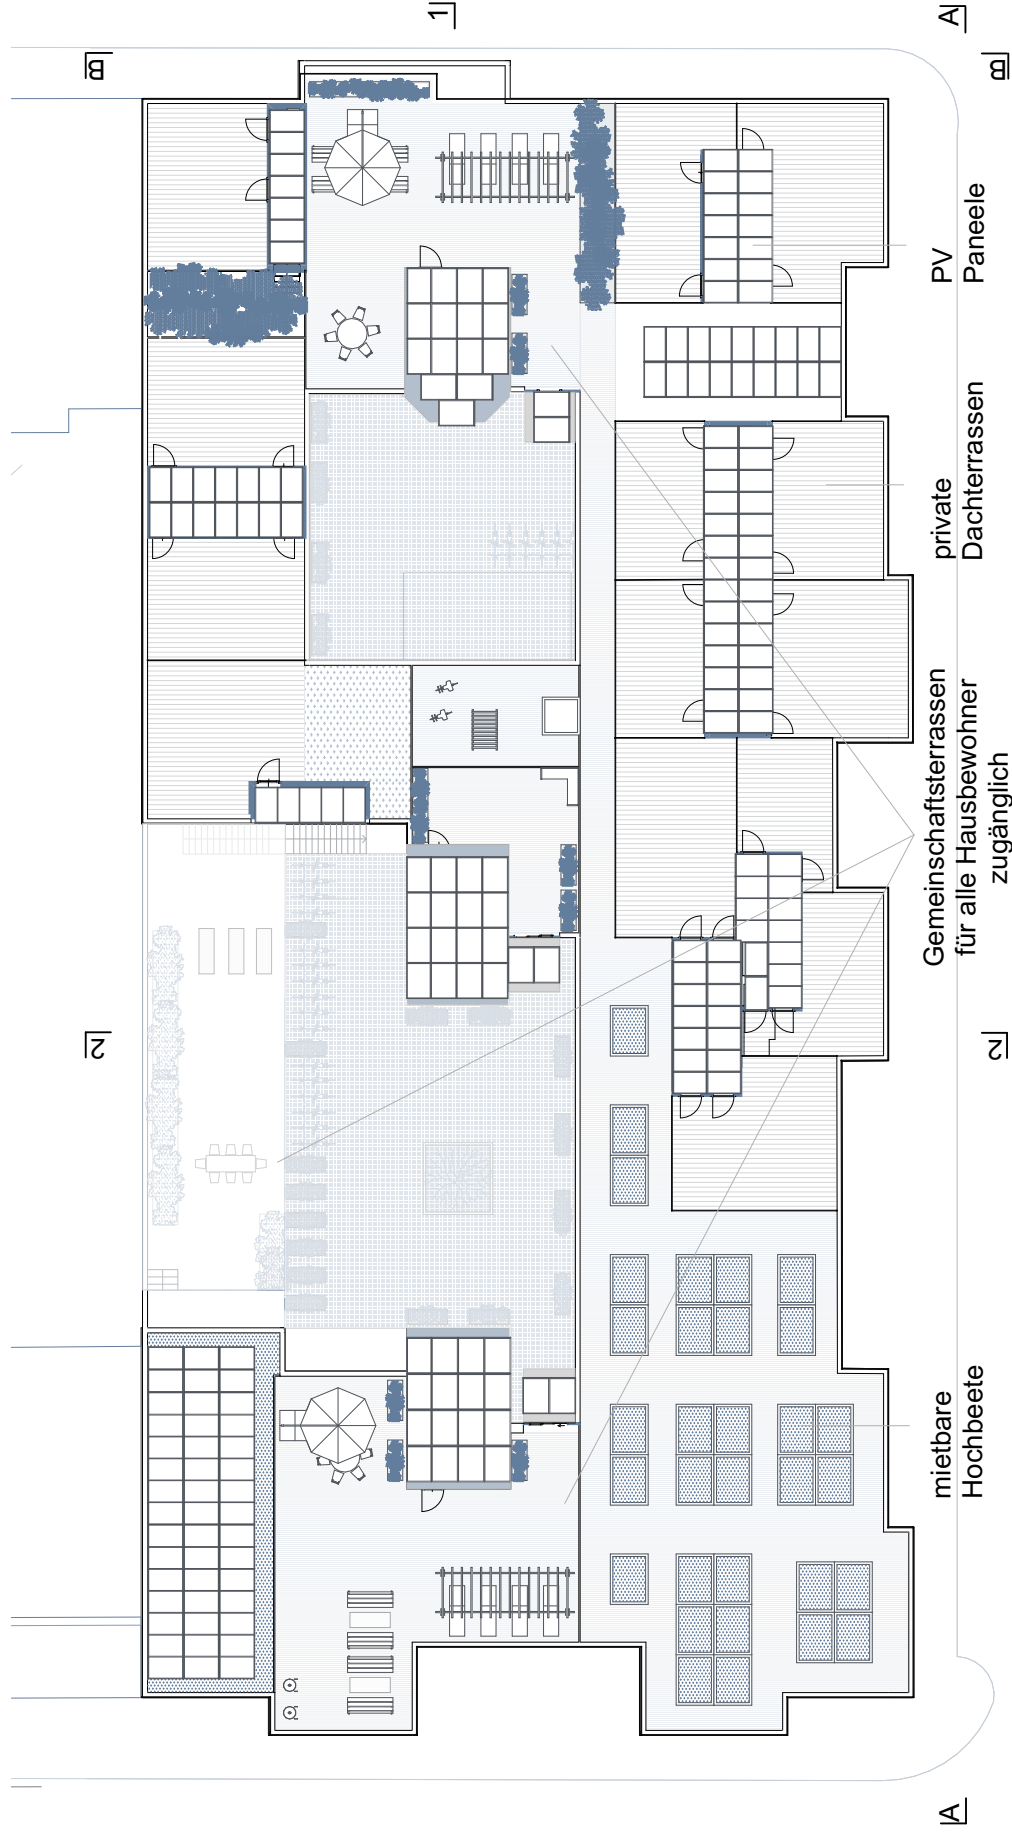 A
B
mietbare
Hochbeete
Gemeinschaftsterrassen
für alle Hausbewohner
zugänglich
private
Dachterrassen
PV
Paneele
1
2
2
A
B